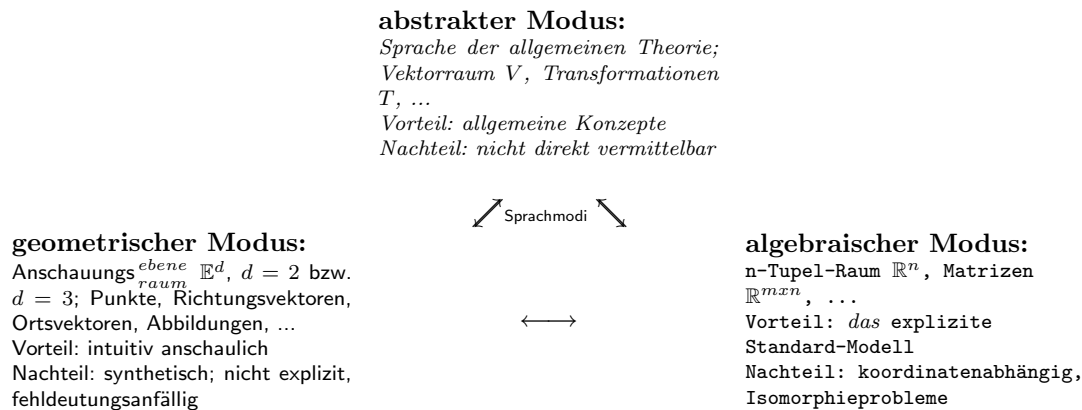 abstrakter Modus:
Sprache der allgemeinen Theorie;
Vektorraum V, Transformationen
T, ...
Vorteil: allgemeine Konzepte
Nachteil: nicht direkt vermittelbar
Sprachmodi
geometrischer Modus:
Anschauungs ebene raum 𝔼^d, d = 2 bzw.
d = 3; Punkte, Richtungsvektoren,
Ortsvektoren, Abbildungen, ...
Vorteil: intuitiv anschaulich
Nachteil: synthetisch; nicht explizit,
fehldeutungsanfällig
algebraischer Modus:
n-Tupel-Raum ℝ^n, Matrizen
ℝ^mxn, ...
Vorteil: das explizite
Standard-Modell
Nachteil: koordinatenabhängig,
Isomorphieprobleme